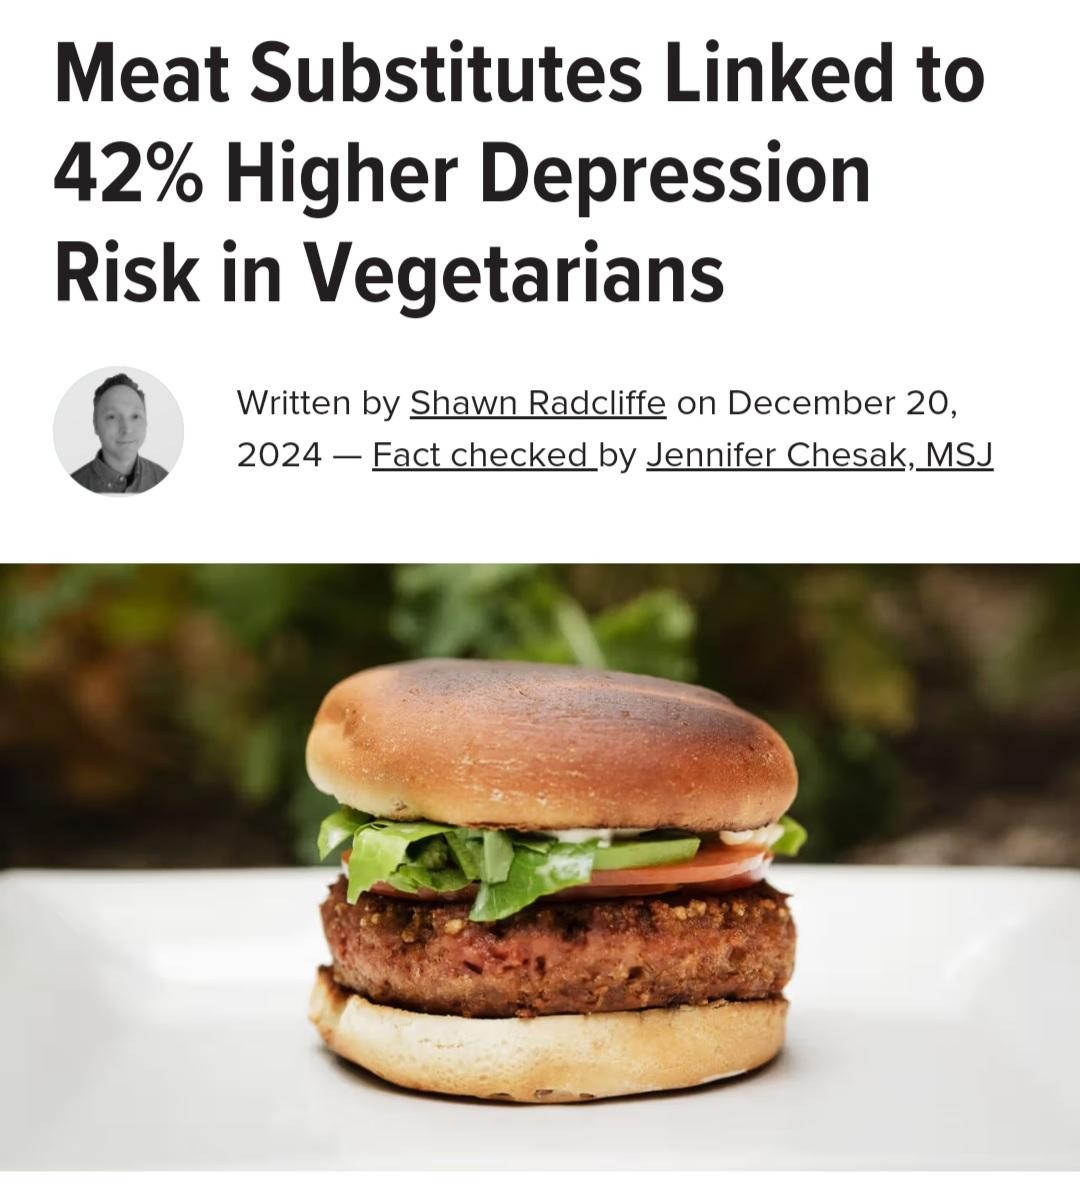 Meat Substitutes Linked to
42% Higher Depression
Risk in Vegetarians
Written by Shawn Radcliffe on December 20,
2024 — Fact checked by Jennifer Chesak, MSJ